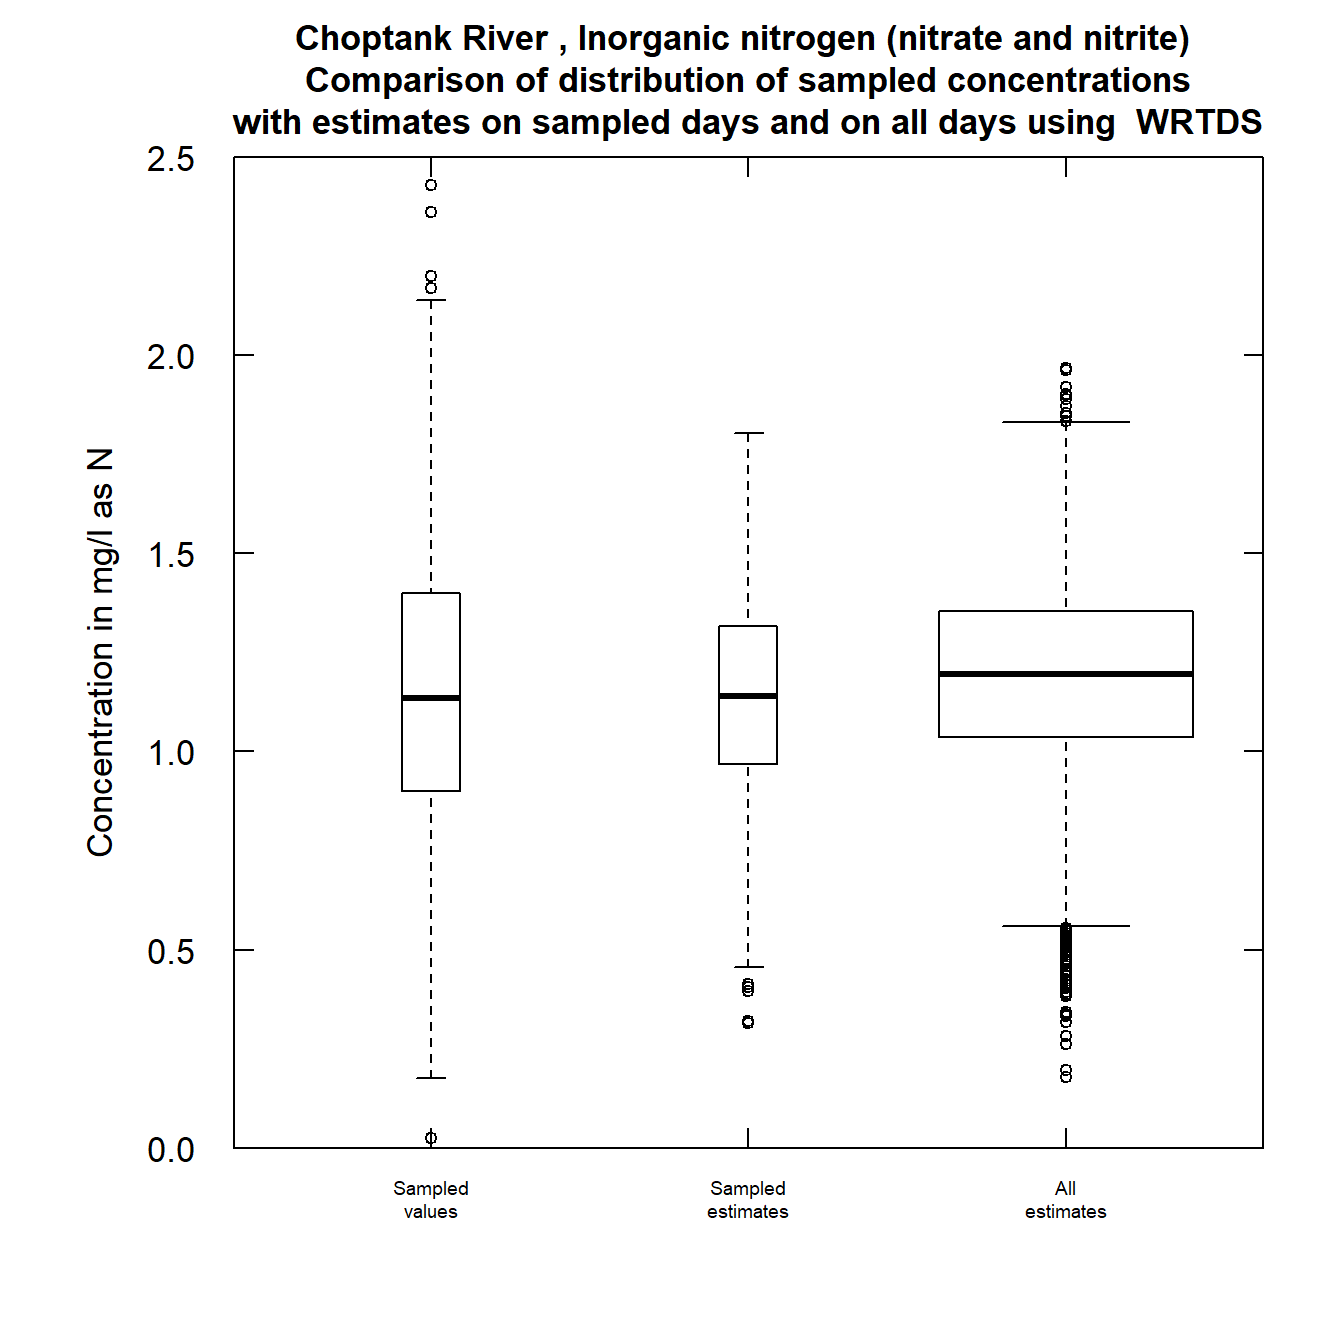 Choptank River , Inorganic nitrogen (nitrate and nitrite)
Comparison of distribution of sampled concentrations
with estimates on sampled days and on all days using  WRTDS
Concentration in mg/l as N
2.5
2.0
1.5
1.0
0.5
0.0
Sampled
values
Sampled
estimates
All
estimates